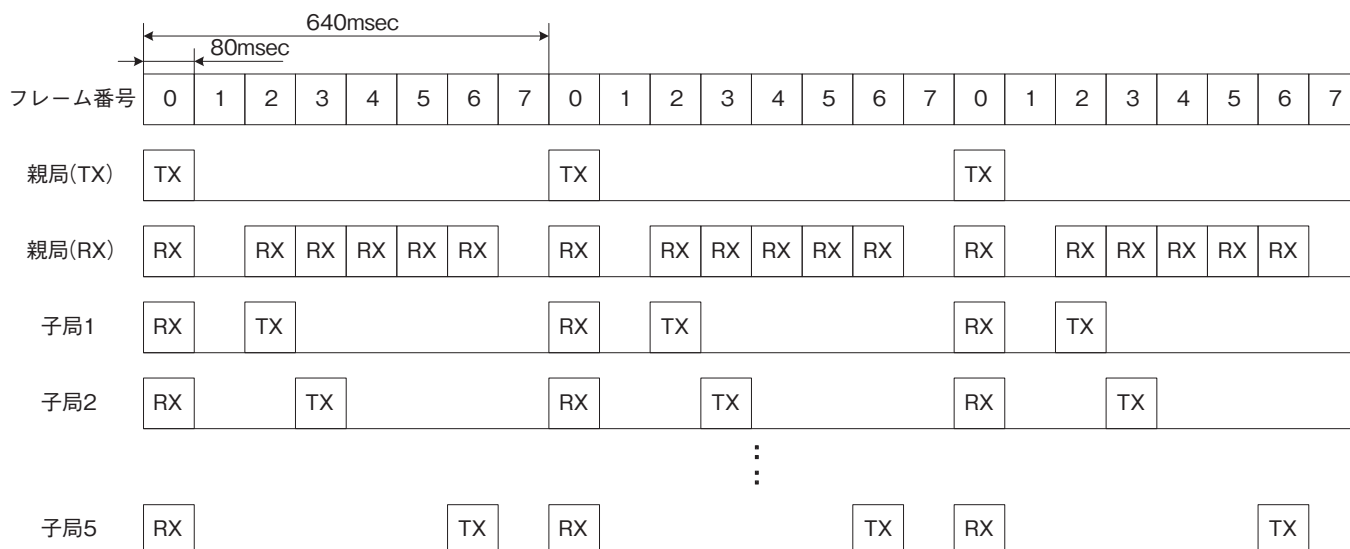 640msec
80msec
フレーム番号 0 1 2 3 4 5 6 7 0 1 2 3 4 5 6 7 0 1 2 3 4 5 6 7
親局(TX) TX TX TX
親局(RX) RX RX RX RX RX RX RX RX RX RX RX RX RX RX RX RX RX RX
子局1 RX TX RX TX RX TX
子局2 RX TX RX TX RX TX
子局5 RX TX RX TX RX TX